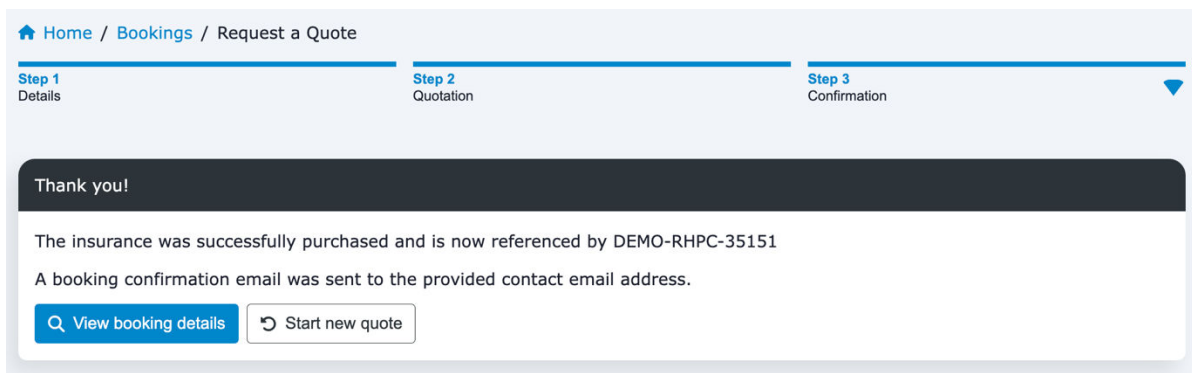 Home / Bookings / Request a Quote
Step 1
Details
Step 2
Quotation
Step 3
Confirmation
Thank you!
The insurance was successfully purchased and is now referenced by DEMO-RHPC-35151
A booking confirmation email was sent to the provided contact email address.
View booking details Start new quote